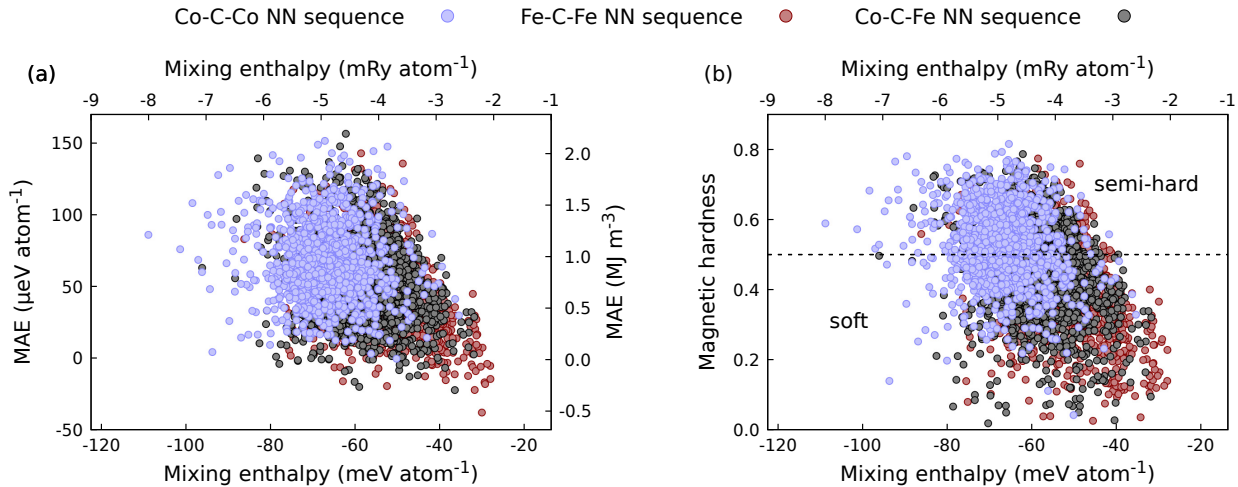 Co-C-Co NN sequence Fe-C-Fe NN sequence Co-C-Fe NN sequence
(a)
Mixing enthalpy (mRy atom⁻¹)
-9 -8 -7 -6 -5 -4 -3 -2 -1
MAE (µeV atom⁻¹)
150
100
50
0
-50
2.0
1.5
1.0
0.5
0.0
-0.5
MAE (MJ m⁻³)
-120 -100 -80 -60 -40 -20
Mixing enthalpy (meV atom⁻¹)
(b)
Mixing enthalpy (mRy atom⁻¹)
-9 -8 -7 -6 -5 -4 -3 -2 -1
Magnetic hardness
0.8
0.6
0.4
0.2
0.0
semi-hard
soft
-120 -100 -80 -60 -40 -20
Mixing enthalpy (meV atom⁻¹)